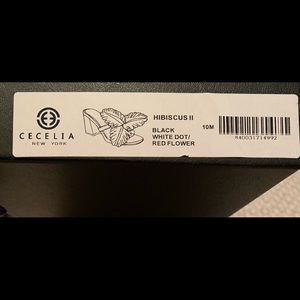 CECELIA
NEW YORK
HIBISCUS II
BLACK
WHITE DOT/
RED FLOWER
10M
840031714992